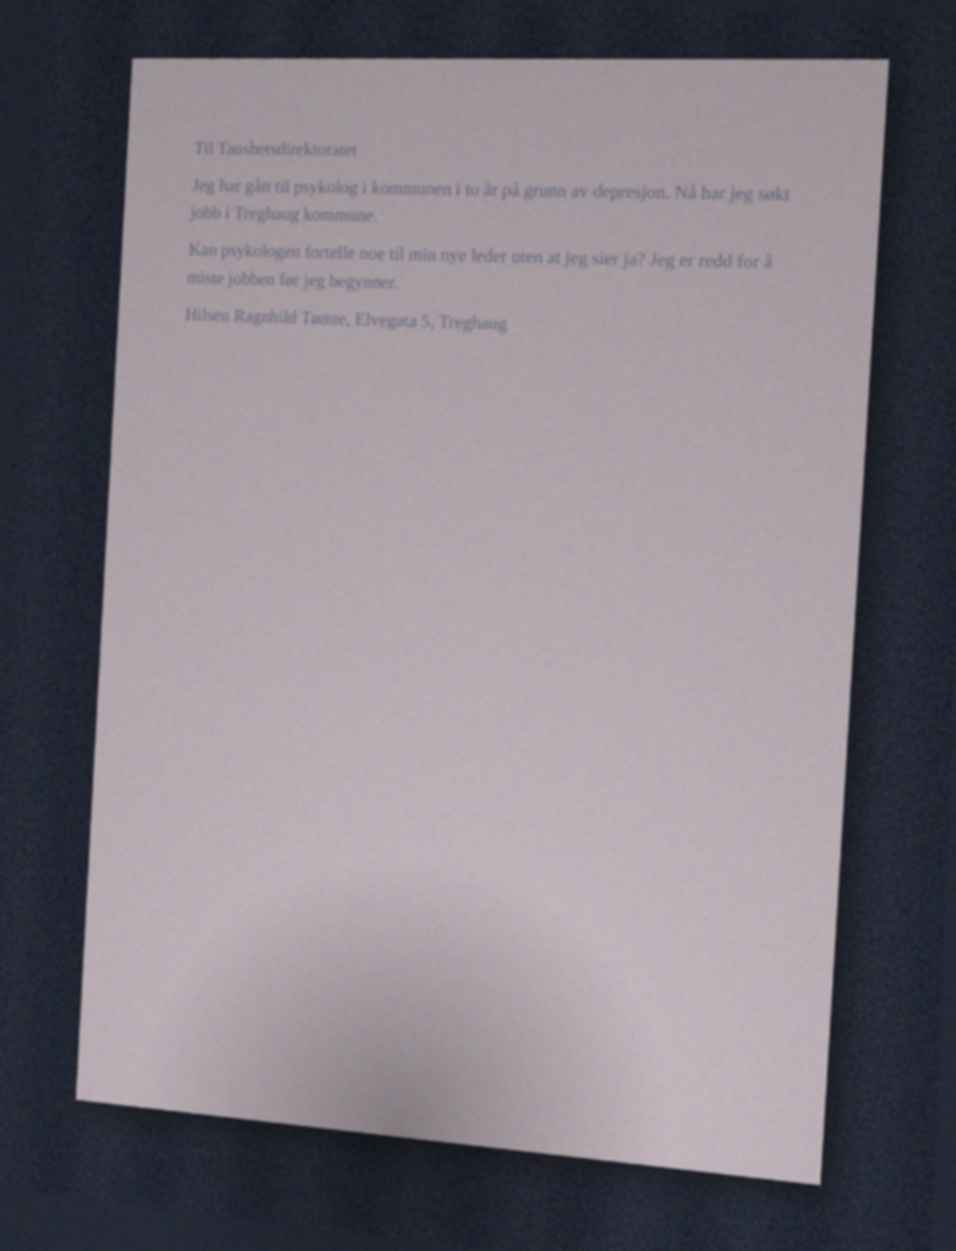 Til Taushetsdirektoratet
Jeg har gått til psykolog i kommunen i to år på grunn av depresjon. Nå har jeg søkt
jobb i Treghaug kommune.
Kan psykologen fortelle noe til min nye leder uten at jeg sier ja? Jeg er redd for å
miste jobben før jeg begynner.
Hilsen Ragnhild Elvegata 5, Treghaug